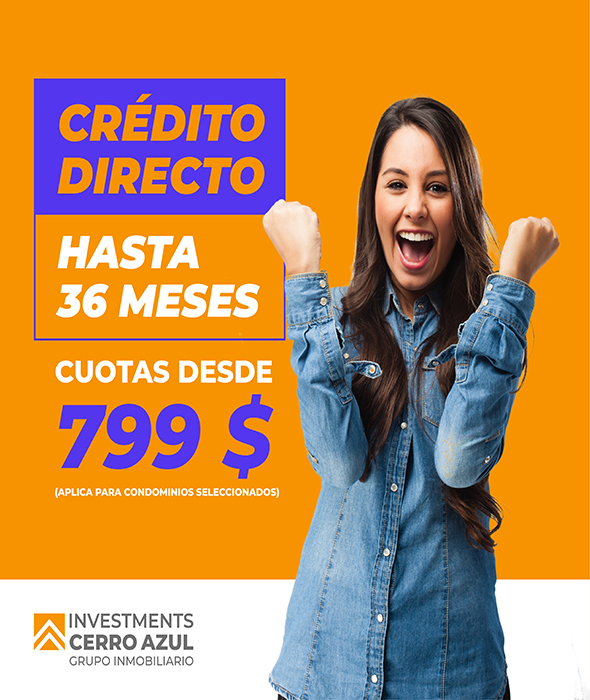 CRÉDITO
DIRECTO
HASTA
36 MESES
CUOTAS DESDE
799 $
(APLICA PARA CONDOMINIOS SELECCIONADOS)
INVESTMENTS
CERRO AZUL
GRUPO INMOBILIARIO